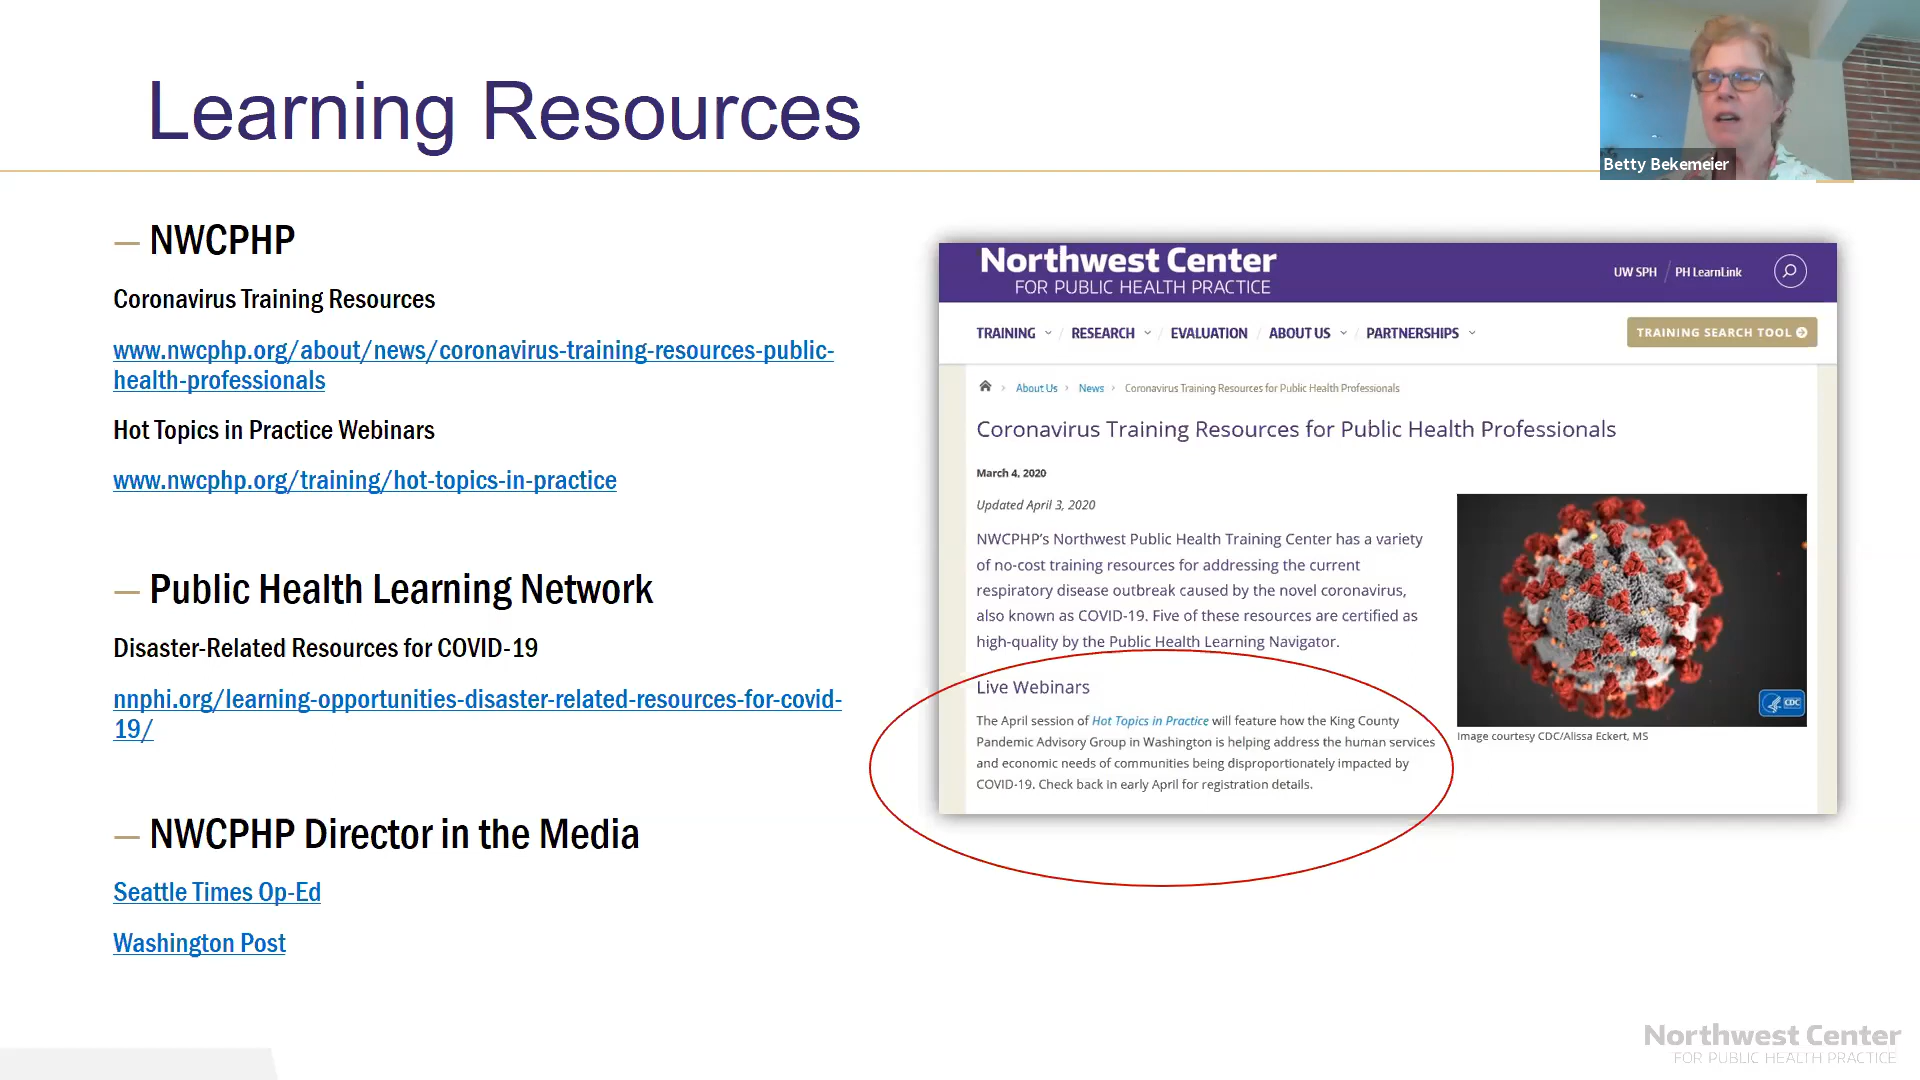 Learning Resources
Betty Bekemeier
— NWCPHP
Coronavirus Training Resources
www.nwcphp.org/about/news/coronavirus-training-resources-public-
health-professionals
Hot Topics in Practice Webinars
www.nwcphp.org/training/hot-topics-in-practice
— Public Health Learning Network
Disaster-Related Resources for COVID-19
nnphi.org/learning-opportunities-disaster-related-resources-for-covid-
19/
— NWCPHP Director in the Media
Seattle Times Op-Ed
Washington Post
Northwest Center
FOR PUBLIC HEALTH PRACTICE
UW SPH / PH LearnLink
TRAINING / RESEARCH / EVALUATION / ABOUT US / PARTNERSHIPS
TRAINING SEARCH TOOL
About Us > News > Coronavirus Training Resources for Public Health Professionals
Coronavirus Training Resources for Public Health Professionals
March 4, 2020
Updated April 3, 2020
NWCPHP's Northwest Public Health Training Center has a variety
of no-cost training resources for addressing the current
respiratory disease outbreak caused by the novel coronavirus,
also known as COVID-19. Five of these resources are certified as
high-quality by the Public Health Learning Navigator.
Live Webinars
The April session of Hot Topics in Practice will feature how the King County
Pandemic Advisory Group in Washington is helping address the human services
and economic needs of communities being disproportionately impacted by
COVID-19. Check back in early April for registration details.
CDC
Image courtesy CDC/Alissa Eckert, MS
Northwest Center
FOR PUBLIC HEALTH PRACTICE